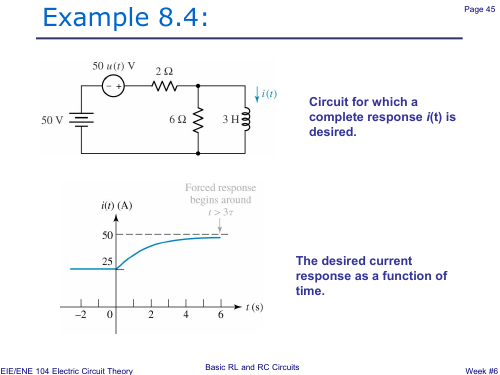 Page 45
Example 8.4:
50 u(t) V
2 Ω
- +
i(t)
50 V
6 Ω
3 H
Circuit for which a
complete response i(t) is
desired.
Forced response
begins around
t > 3τ
i(t) (A)
50
25
t (s)
−2 0 2 4 6
The desired current
response as a function of
time.
EIE/ENE 104 Electric Circuit Theory
Basic RL and RC Circuits
Week #6